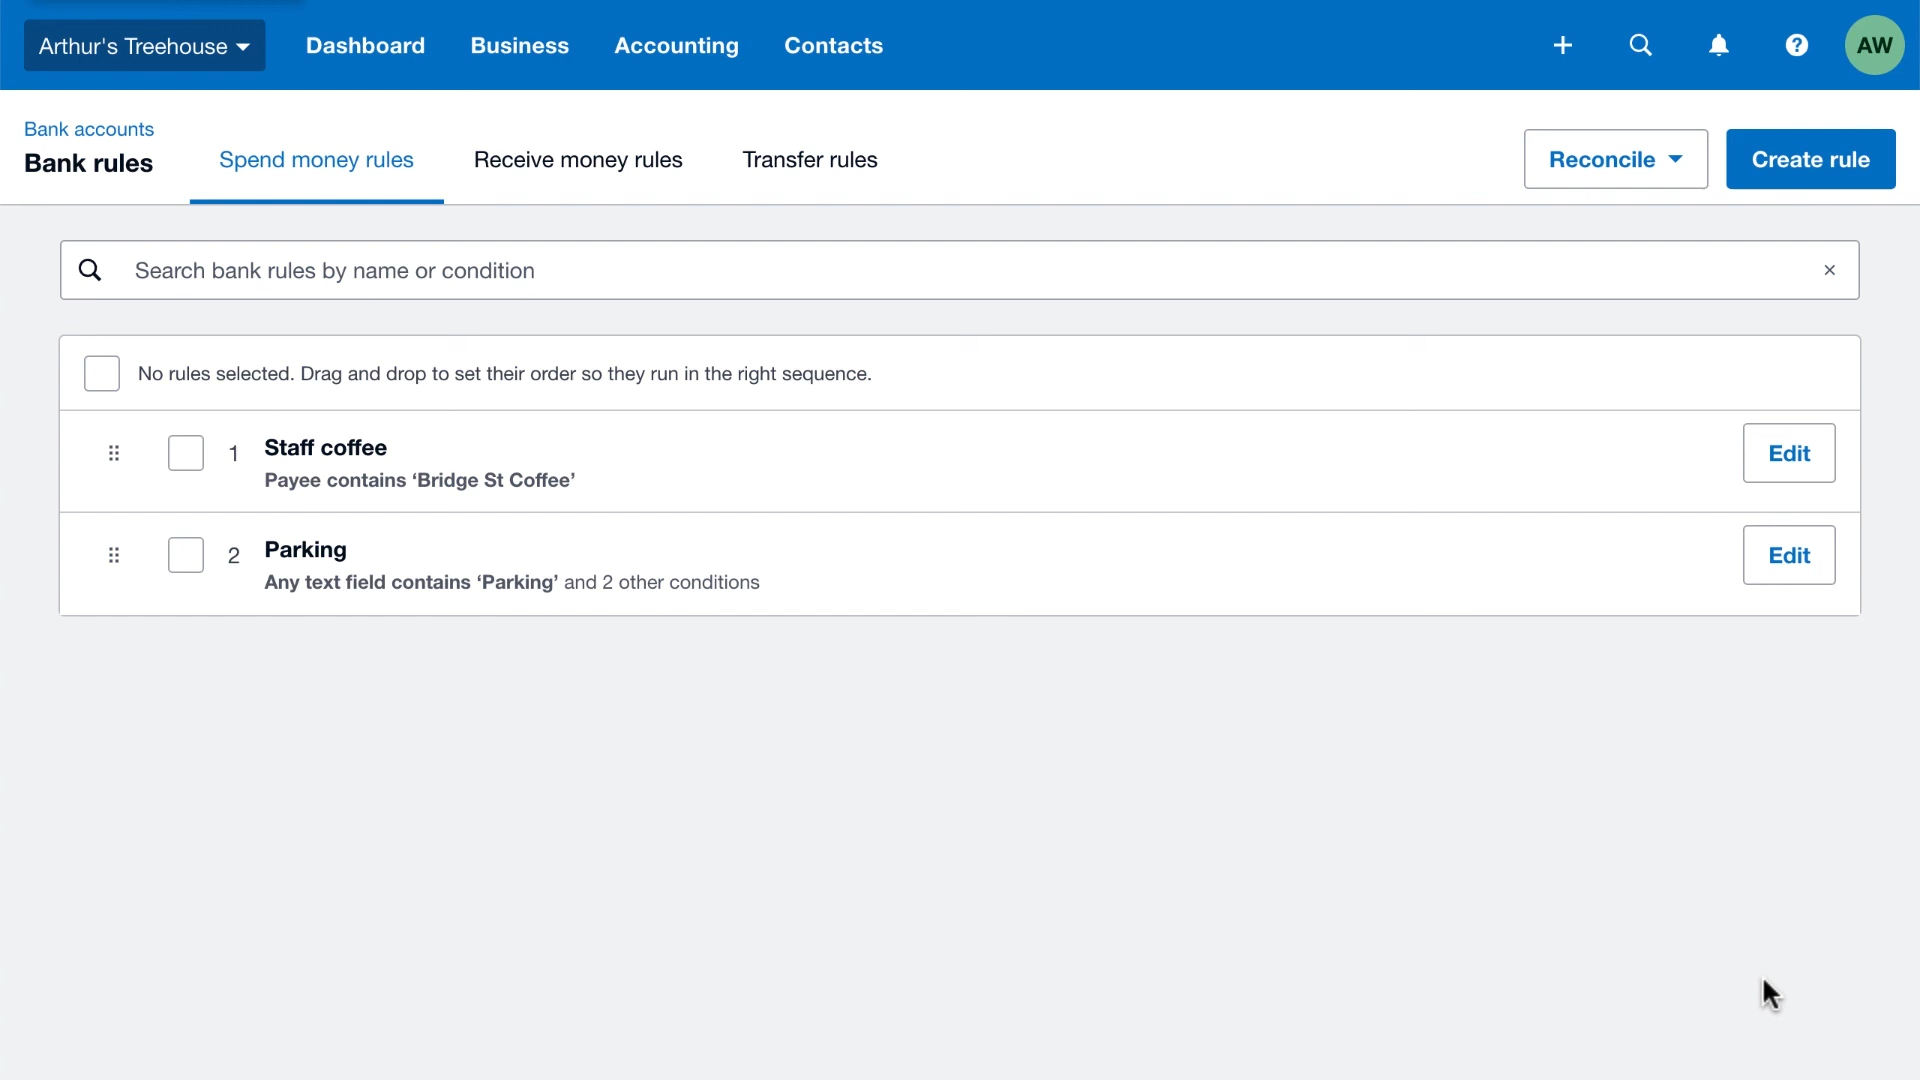 Arthur's Treehouse Dashboard Business Accounting Contacts AW
Bank accounts
Bank rules Spend money rules Receive money rules Transfer rules Reconcile Create rule
Search bank rules by name or condition
No rules selected. Drag and drop to set their order so they run in the right sequence.
1 Staff coffee Edit
Payee contains ‘Bridge St Coffee’
2 Parking Edit
Any text field contains ‘Parking’ and 2 other conditions